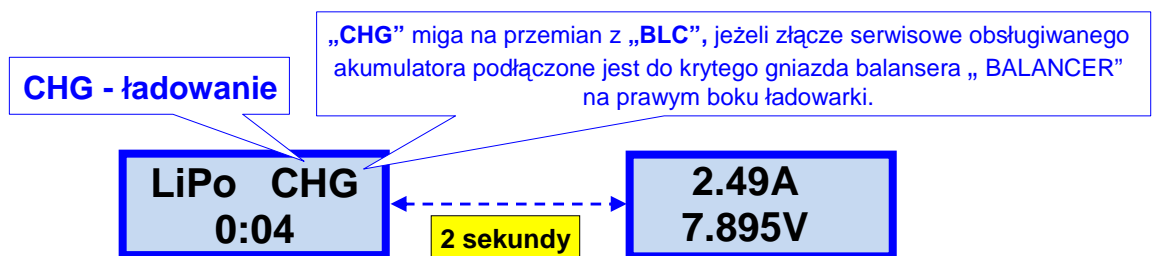 „CHG” miga na przemian z „BLC”, jeżeli złącze serwisowe obsługiwanego
akumulatora podłączone jest do krytego gniazda balansera „ BALANCER”
na prawym boku ładowarki.
CHG - ładowanie
LiPo CHG
0:04
2 sekundy
2.49A
7.895V